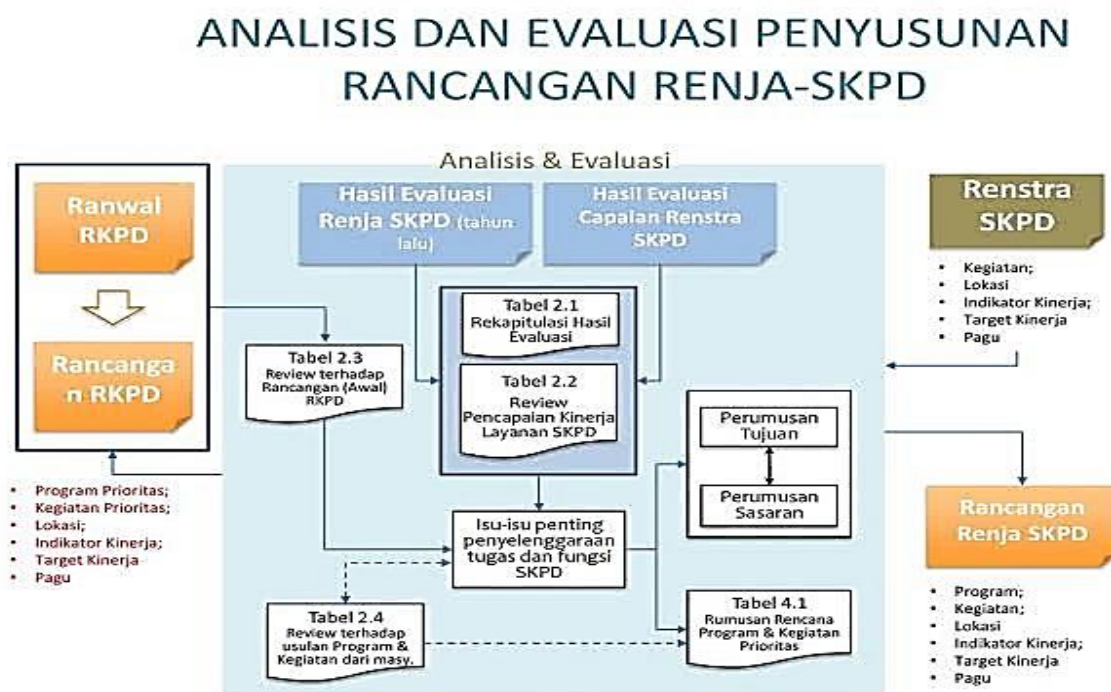 ANALISIS DAN EVALUASI PENYUSUNAN
RANCANGAN RENJA-SKPD
Analisis & Evaluasi
Ranwal
RKPD
Rancanga
n RKPD
• Program Prioritas;
• Kegiatan Prioritas;
• Lokasi;
• Indikator Kinerja;
• Target Kinerja
• Pagu
Hasil Evaluasi
Renja SKPD (tahun
lalu)
Hasil Evaluasi
Capaian Renstra
SKPD
Tabel 2.1
Rekapitulasi Hasil
Evaluasi
Tabel 2.2
Review
Pencapaian Kinerja
Layanan SKPD
Tabel 2.3
Review terhadap
Rancangan (Awal)
RKPD
Isu-isu penting
penyelenggaraan
tugas dan fungsi
SKPD
Tabel 2.4
Review terhadap
usulan Program &
Kegiatan dari masy.
Perumusan
Tujuan
Perumusan
Sasaran
Tabel 4.1
Rumusan Rencana
Program & Kegiatan
Prioritas
Renstra
SKPD
• Kegiatan;
• Lokasi
• Indikator Kinerja;
• Target Kinerja
• Pagu
Rancangan
Renja SKPD
• Program;
• Kegiatan;
• Lokasi
• Indikator Kinerja;
• Target Kinerja
• Pagu